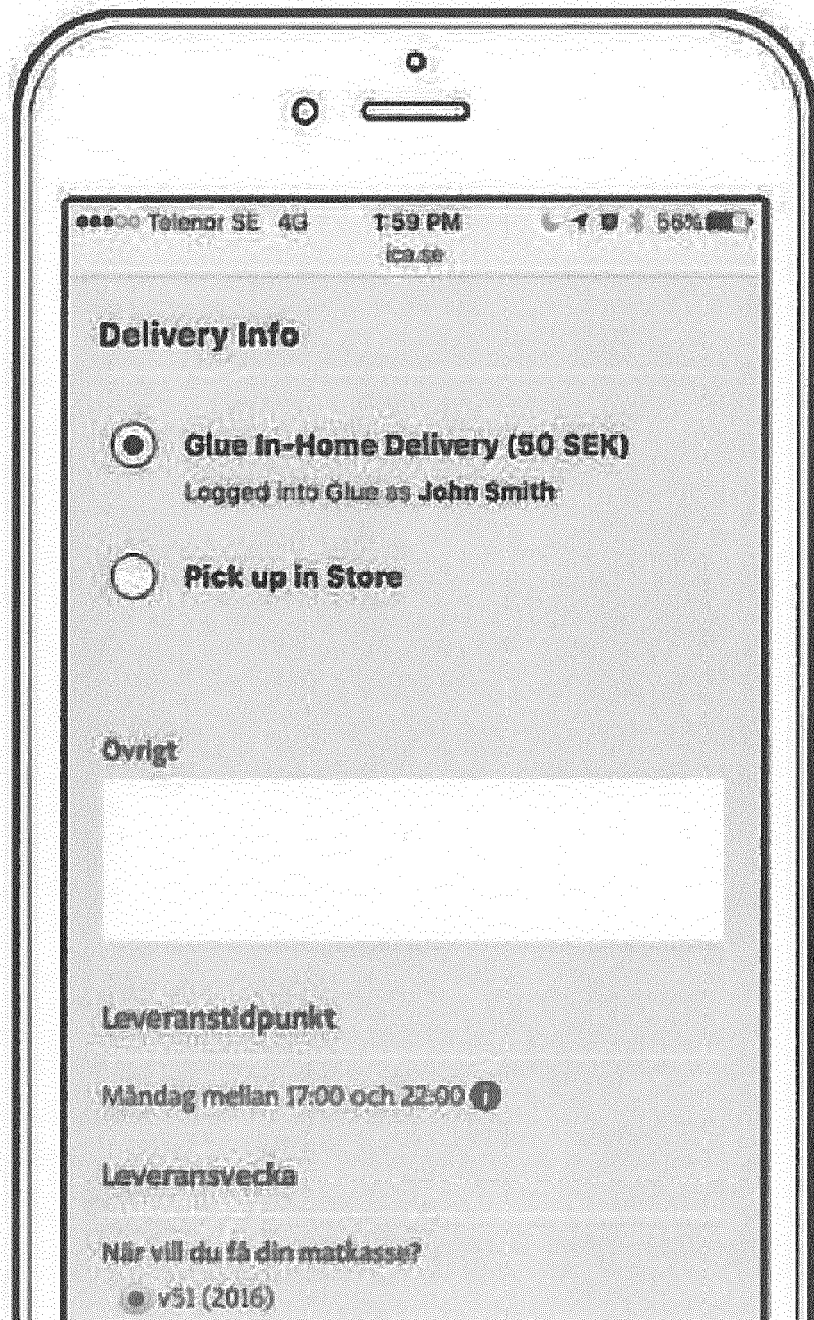 Telenor SE 4G 1:59 PM 56%
ica.se
Delivery Info
Glue In-Home Delivery (50 SEK)
Logged into Glue as John Smith
Pick up in Store
Övrigt
Leveranstidpunkt
Måndag mellan 17:00 och 22:00 i
Leveransvecka
När vill du få din matkasse?
v51 (2016)